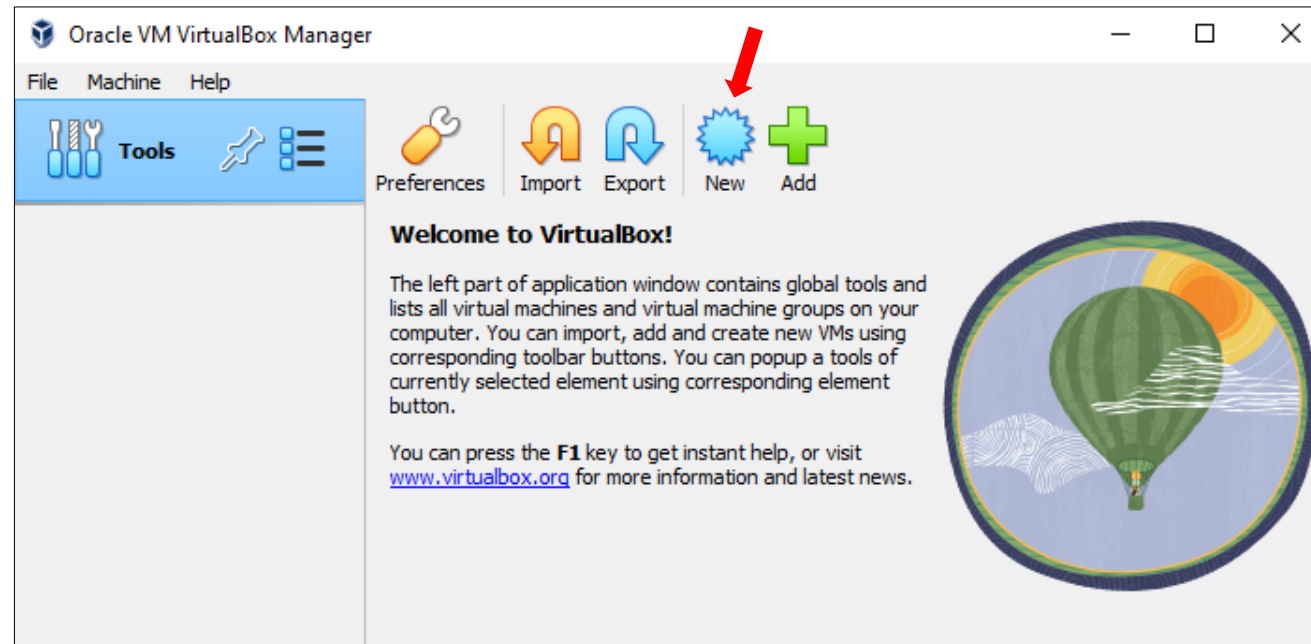 Oracle VM VirtualBox Manager
File Machine Help
Tools
Preferences Import Export New Add
Welcome to VirtualBox!
The left part of application window contains global tools and
lists all virtual machines and virtual machine groups on your
computer. You can import, add and create new VMs using
corresponding toolbar buttons. You can popup a tools of
currently selected element using corresponding element
button.
You can press the F1 key to get instant help, or visit
www.virtualbox.org for more information and latest news.